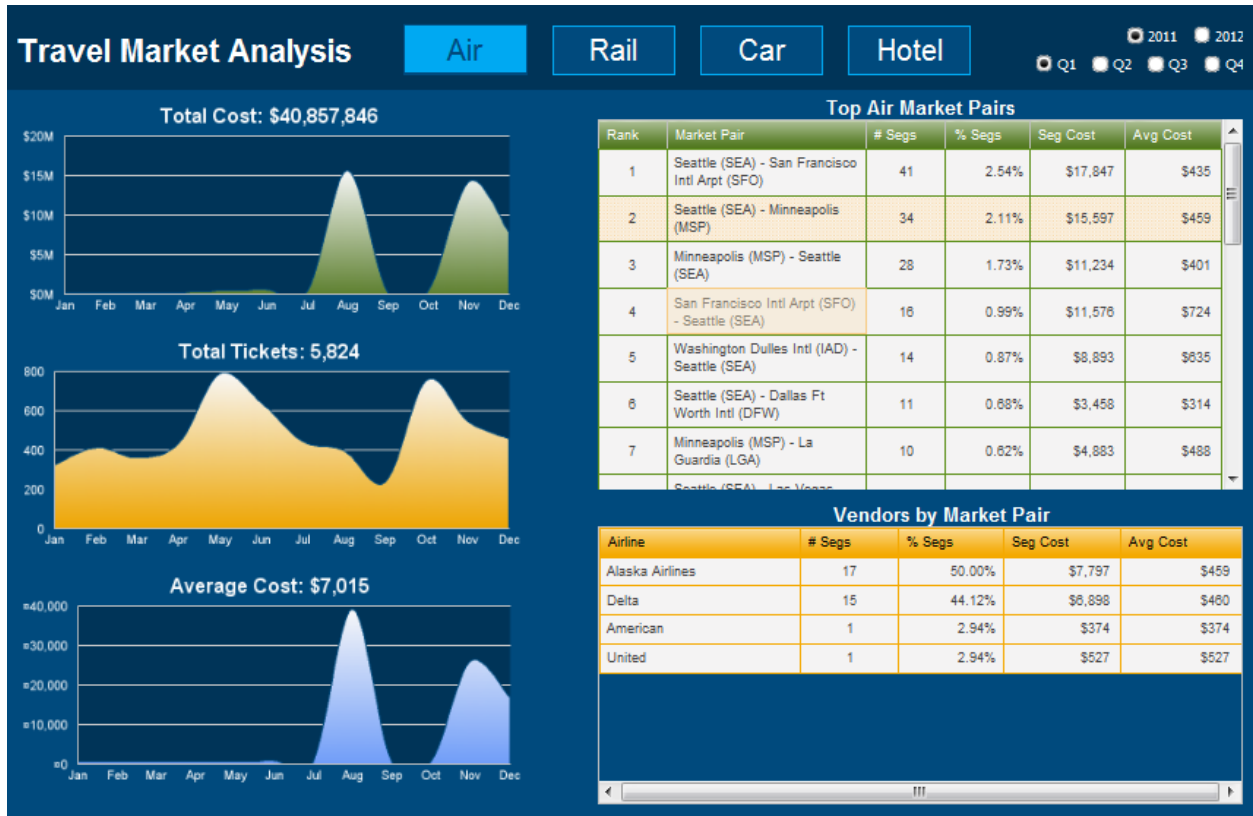 Travel Market Analysis
Air
Rail
Car
Hotel
2011 2012
Q1 Q2 Q3 Q4
Total Cost: $40,857,846
$20M
$15M
$10M
$5M
$0M
Jan Feb Mar Apr May Jun Jul Aug Sep Oct Nov Dec
Total Tickets: 5,824
800
600
400
200
0
Jan Feb Mar Apr May Jun Jul Aug Sep Oct Nov Dec
Average Cost: $7,015
¤40,000
¤30,000
¤20,000
¤10,000
¤0
Jan Feb Mar Apr May Jun Jul Aug Sep Oct Nov Dec
Top Air Market Pairs
Rank Market Pair # Segs % Segs Seg Cost Avg Cost
1 Seattle (SEA) - San Francisco Intl Arpt (SFO) 41 2.54% $17,847 $435
2 Seattle (SEA) - Minneapolis (MSP) 34 2.11% $15,597 $459
3 Minneapolis (MSP) - Seattle (SEA) 28 1.73% $11,234 $401
4 San Francisco Intl Arpt (SFO) - Seattle (SEA) 16 0.99% $11,576 $724
5 Washington Dulles Intl (IAD) - Seattle (SEA) 14 0.87% $8,893 $635
6 Seattle (SEA) - Dallas Ft Worth Intl (DFW) 11 0.68% $3,458 $314
7 Minneapolis (MSP) - La Guardia (LGA) 10 0.62% $4,883 $488
Seattle (SEA) - Las Vegas
Vendors by Market Pair
Airline # Segs % Segs Seg Cost Avg Cost
Alaska Airlines 17 50.00% $7,797 $459
Delta 15 44.12% $6,898 $460
American 1 2.94% $374 $374
United 1 2.94% $527 $527